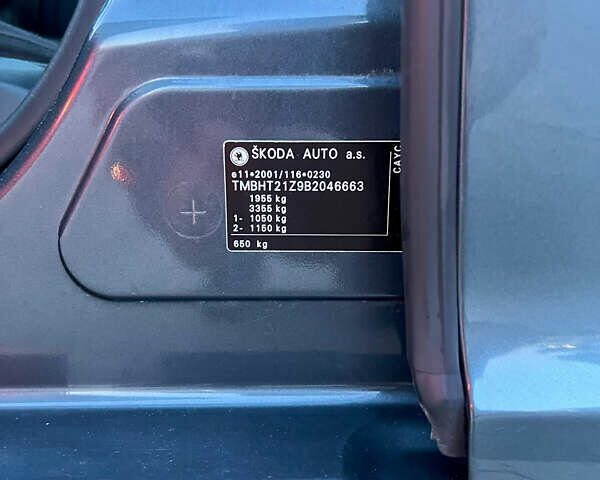 ŠKODA AUTO a.s.
e11*2001/116*0230
TMBHT21Z9B2046663
1955 kg
3355 kg
1- 1050 kg
2- 1150 kg
650 kg
CAYC